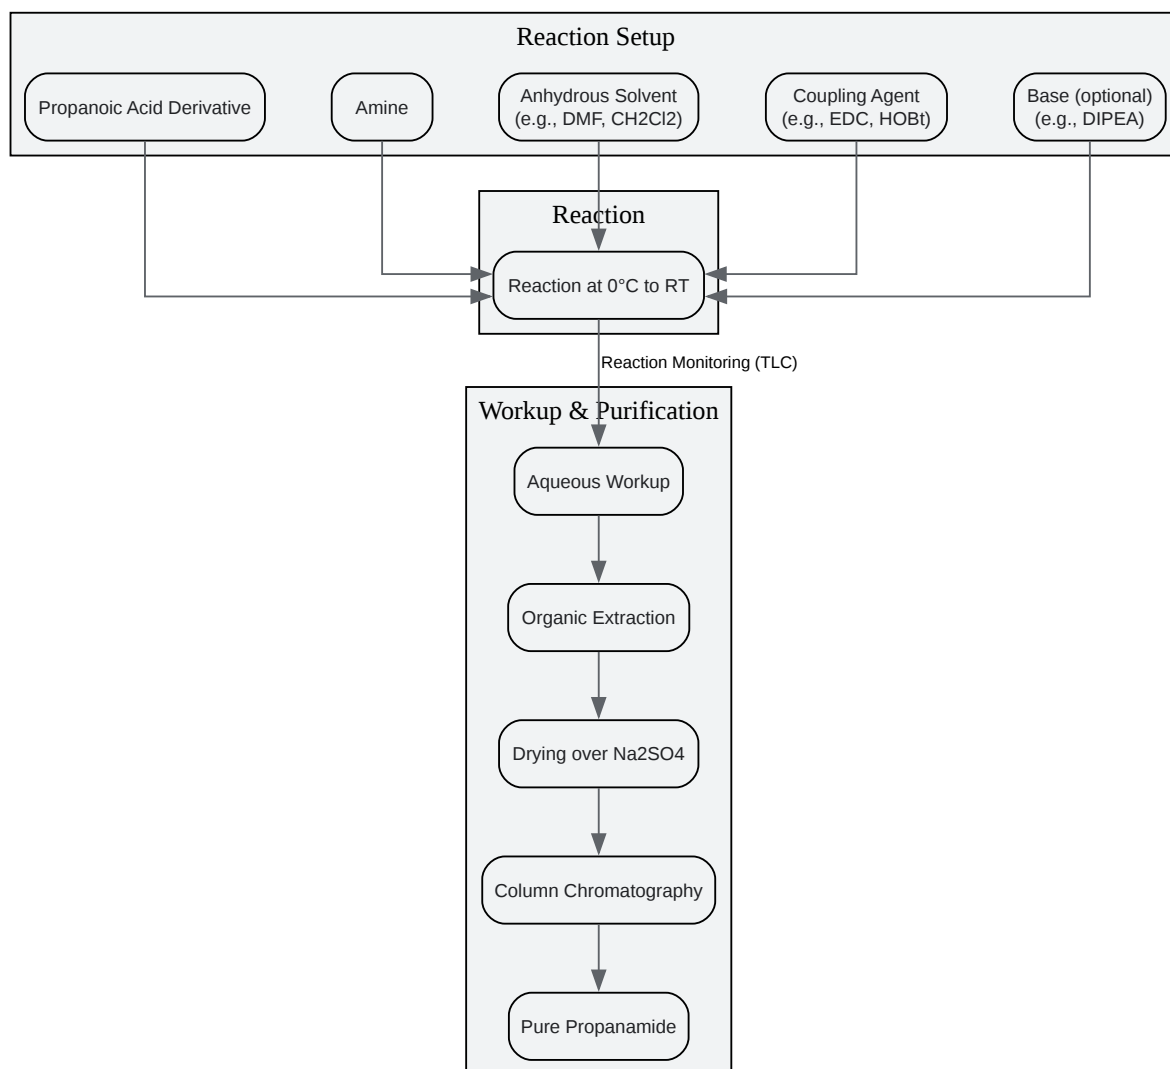 Reaction Setup
Propanoic Acid Derivative
Amine
Anhydrous Solvent
(e.g., DMF, CH2Cl2)
Coupling Agent
(e.g., EDC, HOBt)
Base (optional)
(e.g., DIPEA)
Reaction
Reaction at 0°C to RT
Reaction Monitoring (TLC)
Workup & Purification
Aqueous Workup
Organic Extraction
Drying over Na2SO4
Column Chromatography
Pure Propanamide